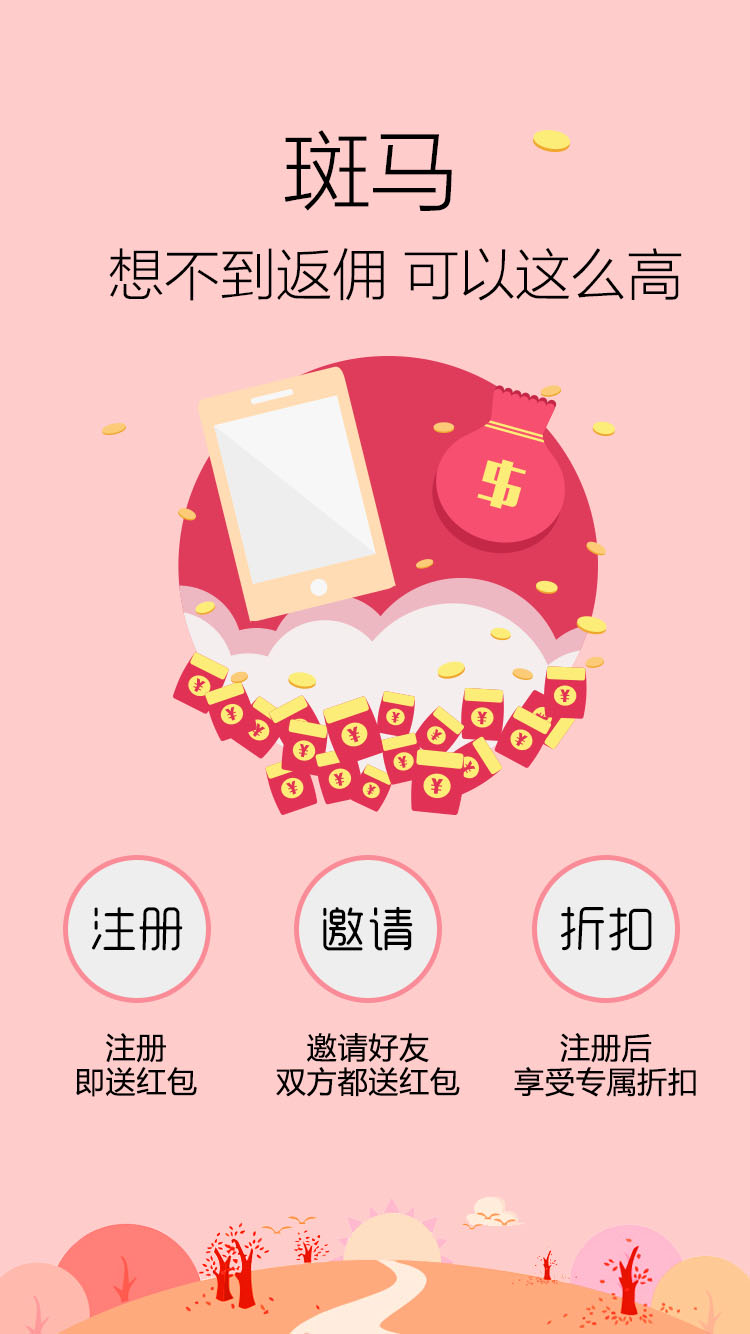 斑马
想不到返佣 可以这么高
$
¥ ¥ ¥ ¥ ¥ ¥ ¥ ¥ ¥ ¥ ¥ ¥ ¥ ¥ ¥ ¥ ¥
注册 邀请 折扣
注册 邀请好友 注册后
即送红包 双方都送红包 享受专属折扣